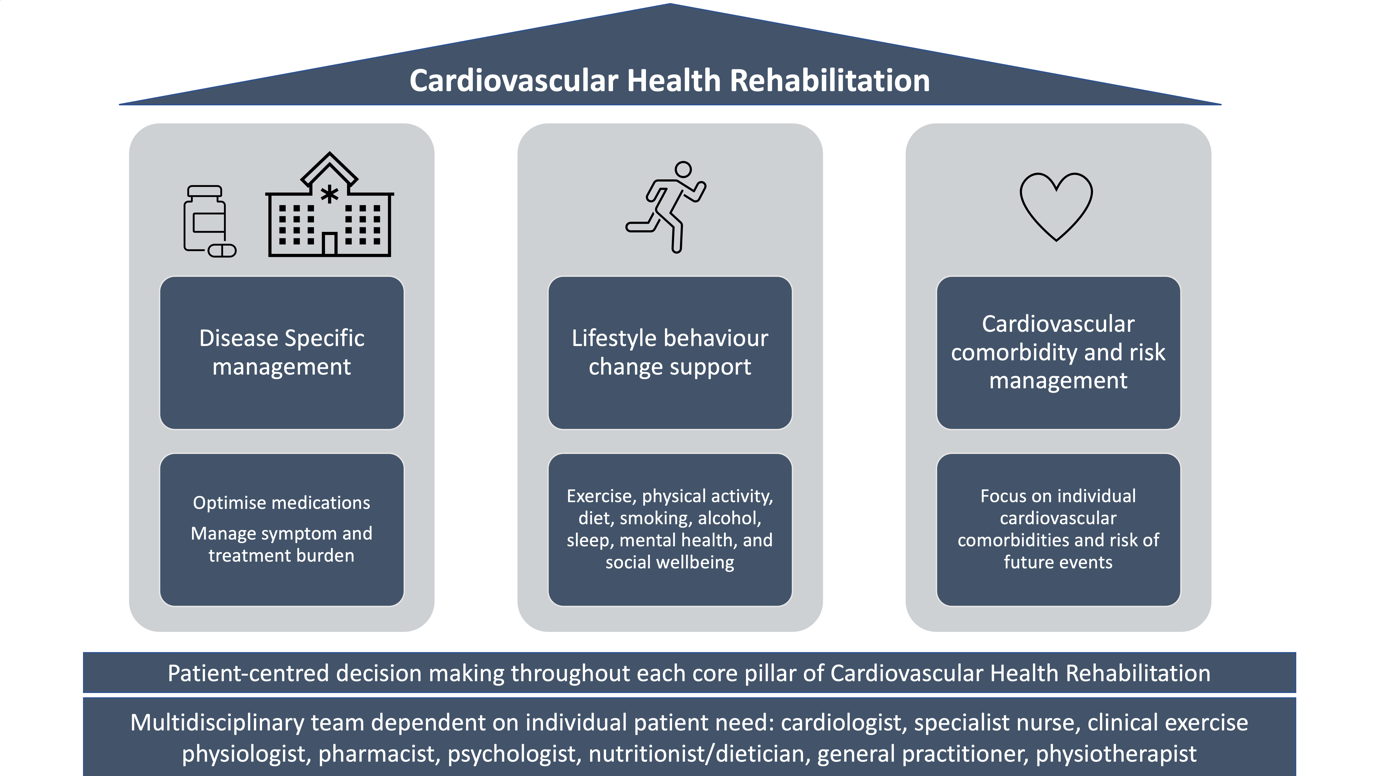 Cardiovascular Health Rehabilitation
Disease Specific
management
Optimise medications
Manage symptom and
treatment burden
Lifestyle behaviour
change support
Exercise, physical activity,
diet, smoking, alcohol,
sleep, mental health, and
social wellbeing
Cardiovascular
comorbidity and risk
management
Focus on individual
cardiovascular
comorbidities and risk of
future events
Patient-centred decision making throughout each core pillar of Cardiovascular Health Rehabilitation
Multidisciplinary team dependent on individual patient need: cardiologist, specialist nurse, clinical exercise
physiologist, pharmacist, psychologist, nutritionist/dietician, general practitioner, physiotherapist